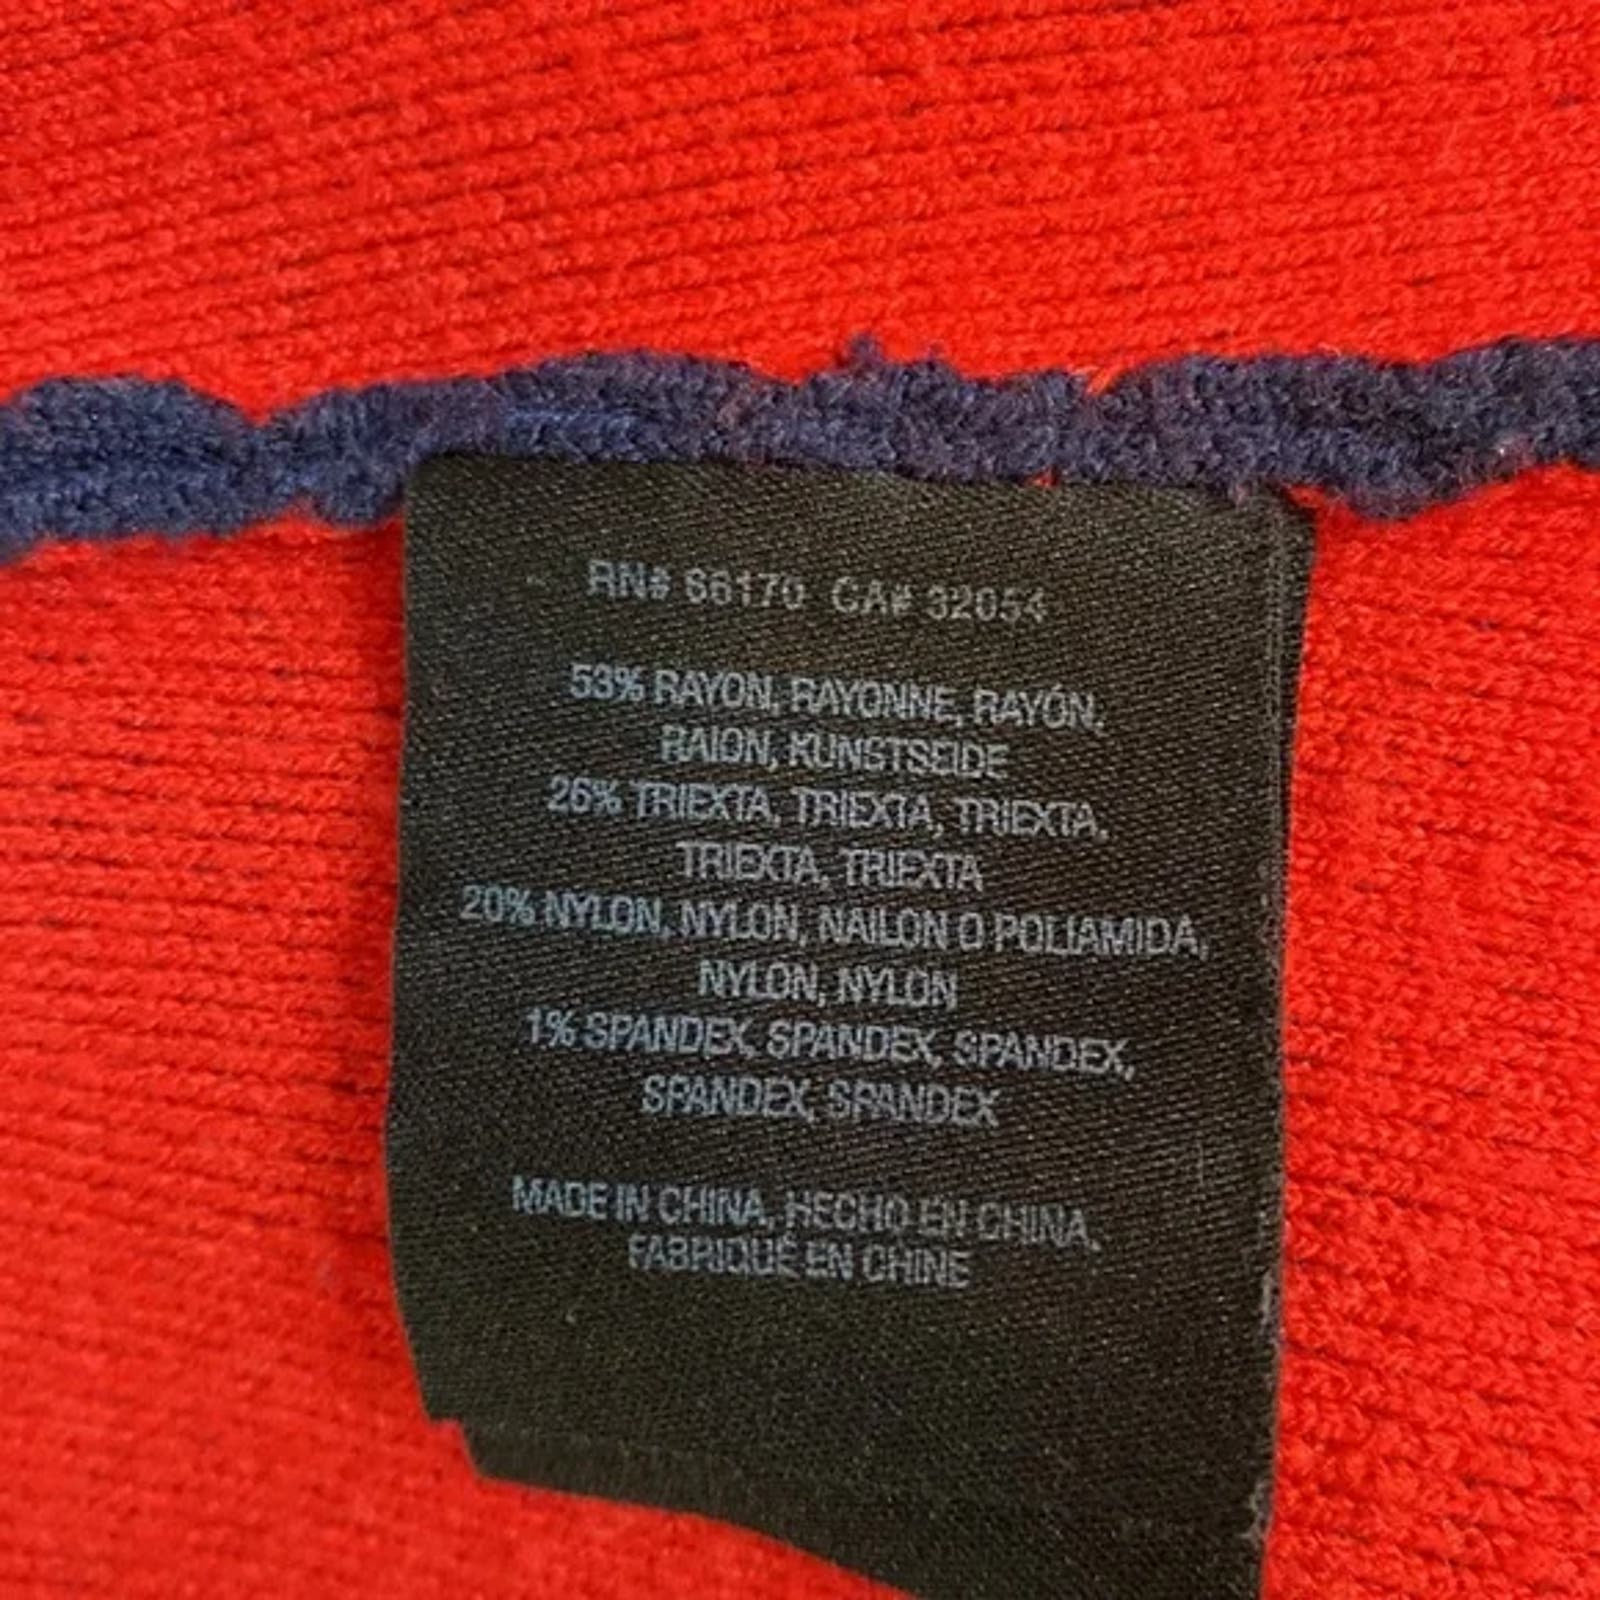 RN# 66170 CA# 32054
53% RAYON, RAYONNE, RAYÓN,
RAION, KUNSTSEIDE
26% TRIEXTA, TRIEXTA, TRIEXTA,
TRIEXTA, TRIEXTA
20% NYLON, NYLON, NAILON O POLIAMIDA,
NYLON, NYLON
1% SPANDEX, SPANDEX, SPANDEX,
SPANDEX, SPANDEX
MADE IN CHINA, HECHO EN CHINA,
FABRIQUÉ EN CHINE